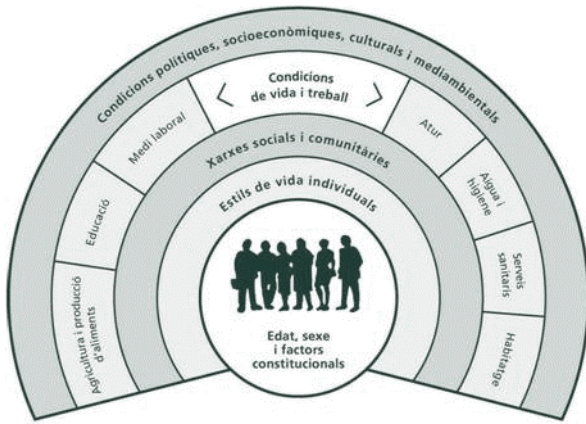 Condicions polítiques, socioeconòmiques, culturals i mediambientals
Condicions
de vida i treball
Agricultura i producció
d'aliments
Educació
Medi laboral
Atur
Aigua i
higiene
Serveis
sanitaris
Habitatge
Xarxes socials i comunitàries
Estils de vida individuals
Edat, sexe
i factors
constitucionals